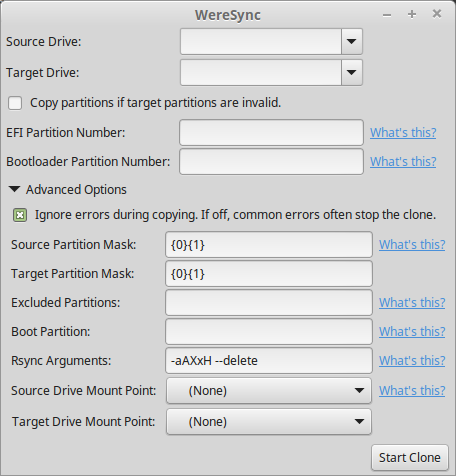 WereSync
Source Drive:
Target Drive:
Copy partitions if target partitions are invalid.
EFI Partition Number: What's this?
Bootloader Partition Number: What's this?
Advanced Options
Ignore errors during copying. If off, common errors often stop the clone.
Source Partition Mask: {0}{1} What's this?
Target Partition Mask: {0}{1} What's this?
Excluded Partitions: What's this?
Boot Partition: What's this?
Rsync Arguments: -aAXxH --delete What's this?
Source Drive Mount Point: (None) What's this?
Target Drive Mount Point: (None) What's this?
Start Clone